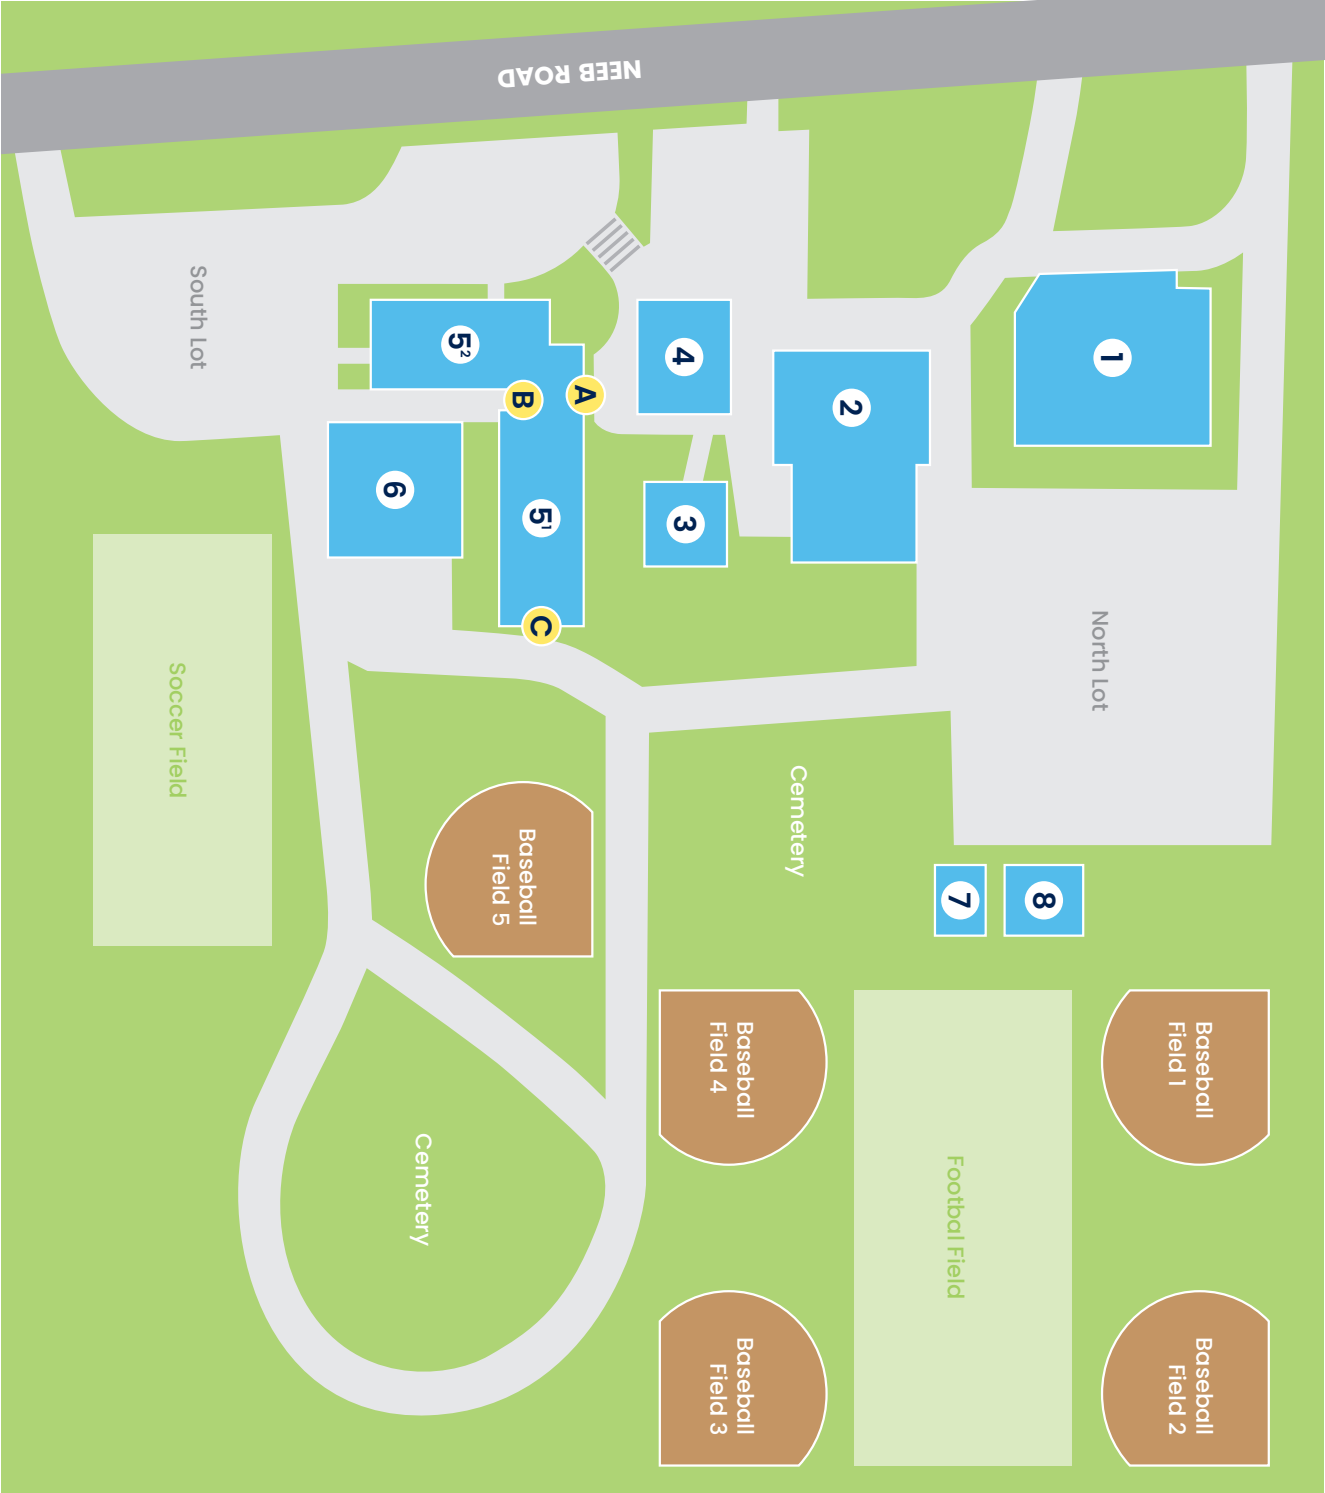 NEEB ROAD
South Lot
5²
4
A
B
2
1
6
5¹
3
C
North Lot
Soccer Field
Cemetery
Baseball
Field 5
7
8
Baseball
Field 4
Baseball
Field 1
Cemetery
Footbal Field
Baseball
Field 3
Baseball
Field 2